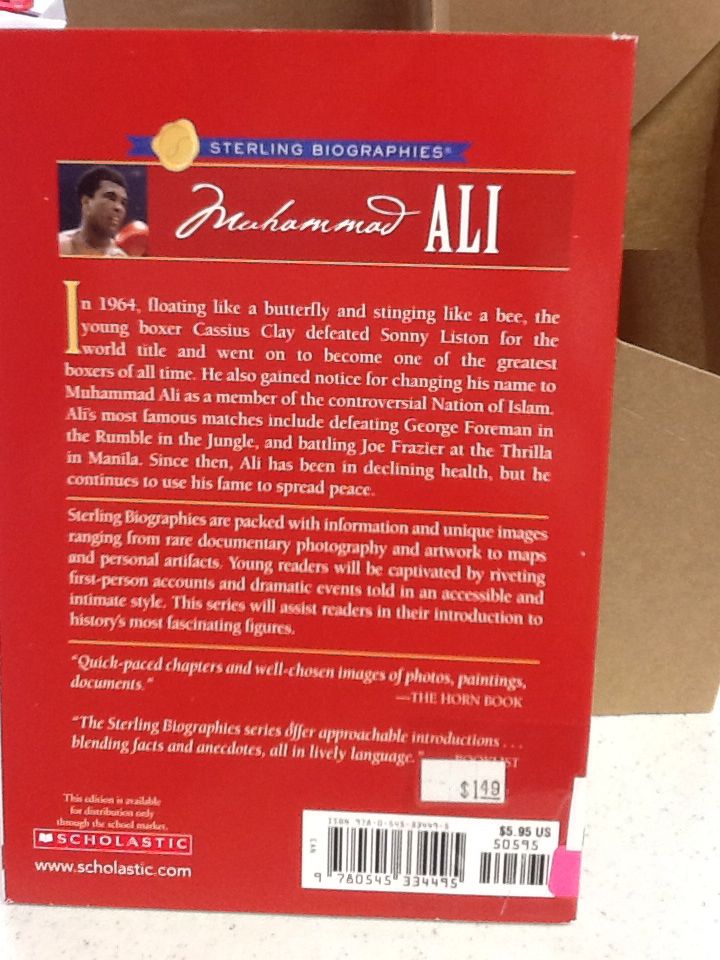 STERLING BIOGRAPHIES®
Muhammad ALI
In 1964, floating like a butterfly and stinging like a bee, the
young boxer Cassius Clay defeated Sonny Liston for the
world title and went on to become one of the greatest
boxers of all time. He also gained notice for changing his name to
Muhammad Ali as a member of the controversial Nation of Islam.
Ali's most famous matches include defeating George Foreman in
the Rumble in the Jungle, and battling Joe Frazier at the Thrilla
in Manila. Since then, Ali has been in declining health, but he
continues to use his fame to spread peace.
Sterling Biographies are packed with information and unique images
ranging from rare documentary photography and artwork to maps
and personal artifacts. Young readers will be captivated by riveting
first-person accounts and dramatic events told in an accessible and
intimate style. This series will assist readers in their introduction to
history's most fascinating figures.
"Quick-paced chapters and well-chosen images of photos, paintings,
documents."
—THE HORN BOOK
"The Sterling Biographies series offer approachable introductions . . .
blending facts and anecdotes, all in lively language." —BOOKLIST
$1.49
This edition is available
for distribution only
through the school market.
SCHOLASTIC
www.scholastic.com
ISBN 978-0-545-33449-5
$5.95 US
50595
EAN
9 780545 334495